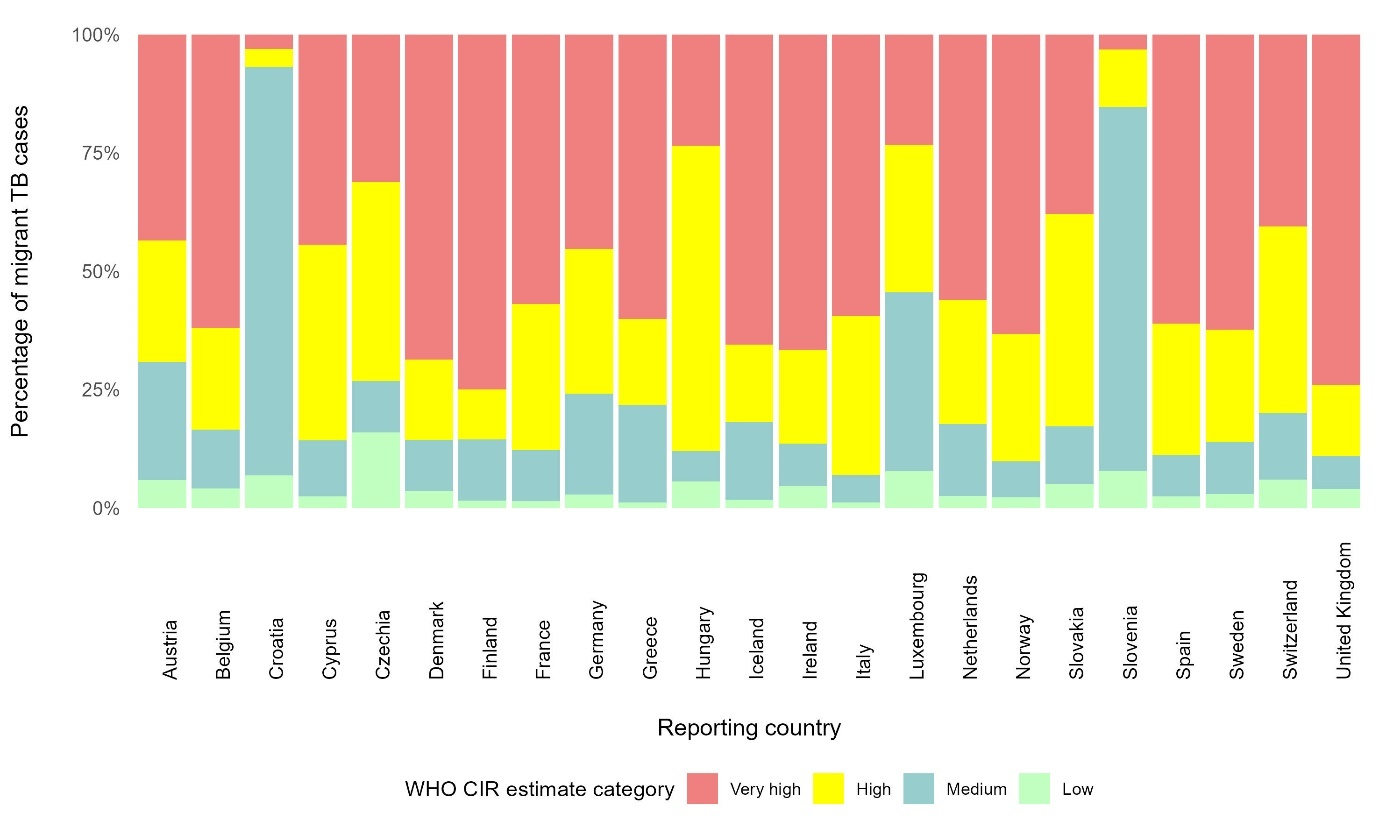 Percentage of migrant TB cases
100%
75%
50%
25%
0%
Austria
Belgium
Croatia
Cyprus
Czechia
Denmark
Finland
France
Germany
Greece
Hungary
Iceland
Ireland
Italy
Luxembourg
Netherlands
Norway
Slovakia
Slovenia
Spain
Sweden
Switzerland
United Kingdom
Reporting country
WHO CIR estimate category Very high High Medium Low